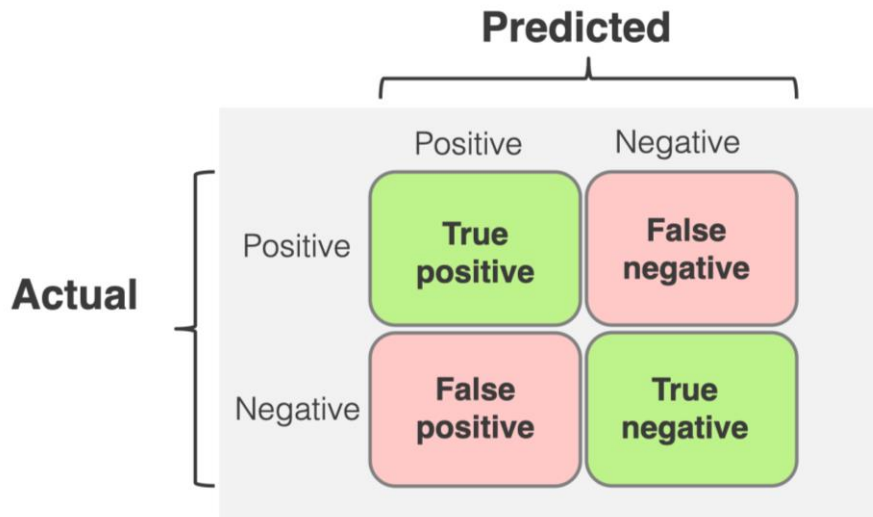 Predicted
Positive Negative
Actual
Positive
True
positive
False
negative
Negative
False
positive
True
negative